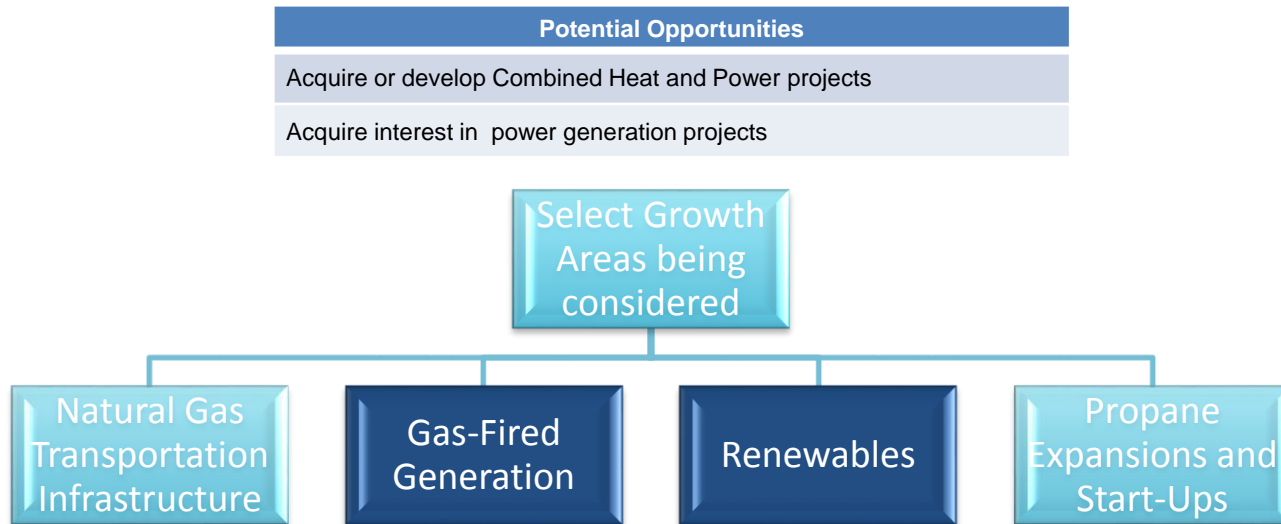 Potential Opportunities
Acquire or develop Combined Heat and Power projects
Acquire interest in power generation projects
Select Growth
Areas being
considered
Natural Gas
Transportation
Infrastructure
Gas-Fired
Generation
Renewables
Propane
Expansions and
Start-Ups